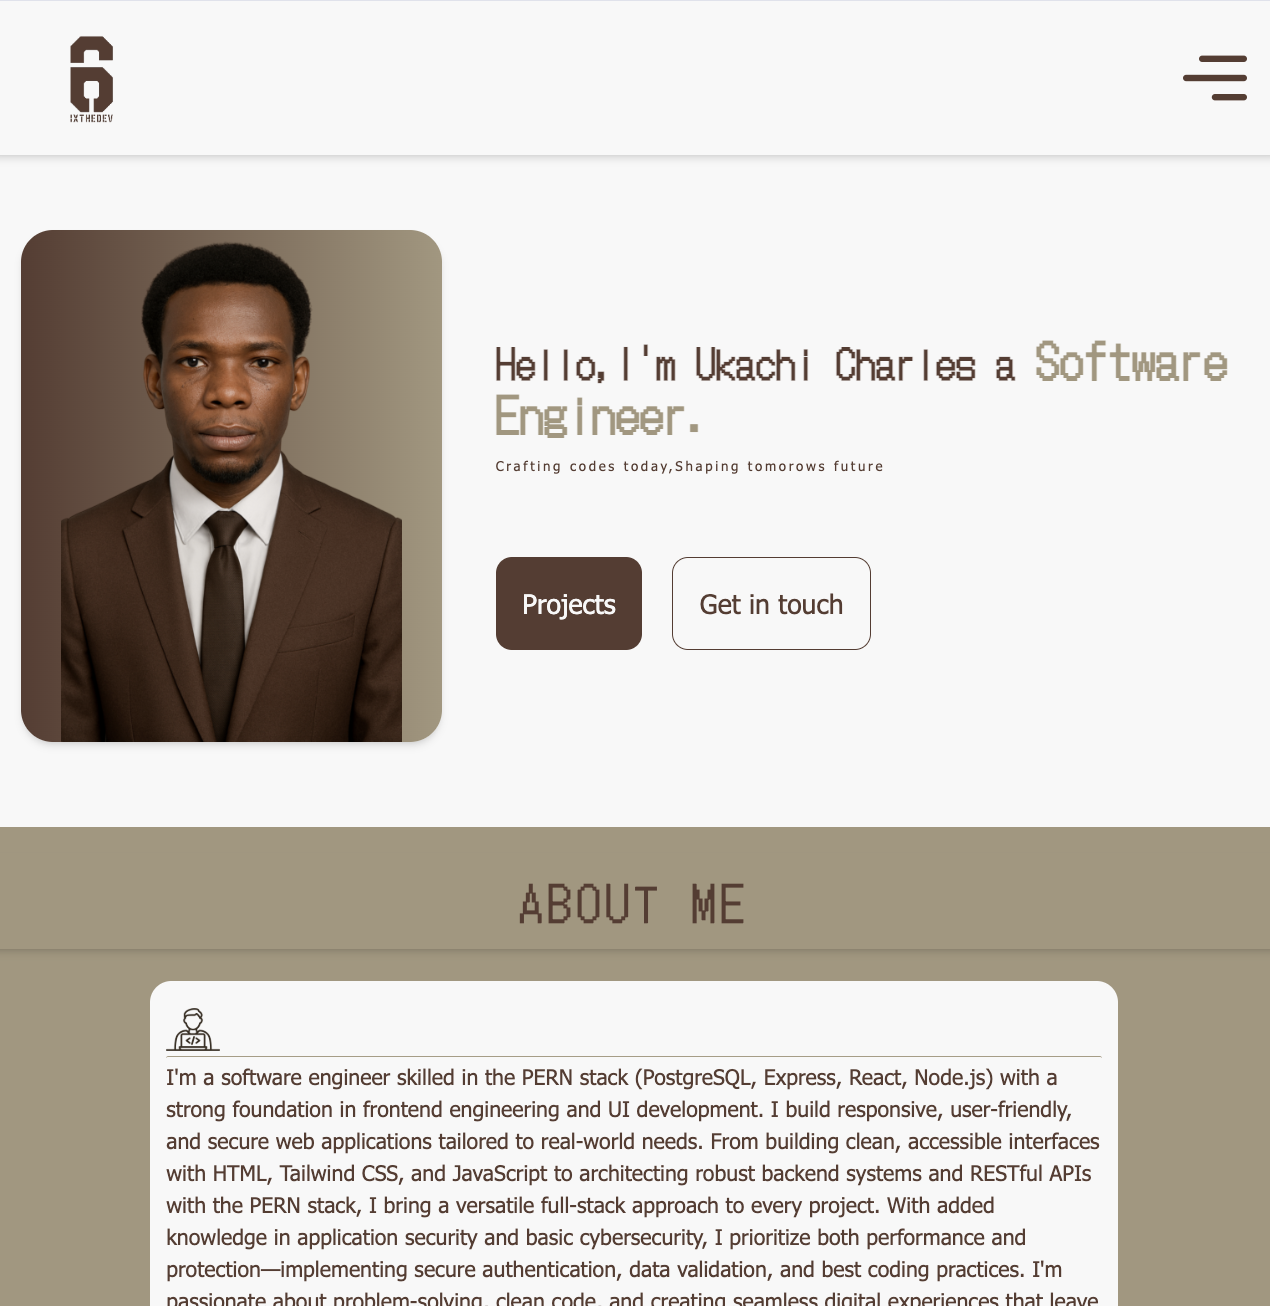 6
IXTHEDEV
Hello,I'm Ukachi Charles a Software
Engineer.
Crafting codes today,Shaping tomorows future
Projects
Get in touch
ABOUT ME
</>
I'm a software engineer skilled in the PERN stack (PostgreSQL, Express, React, Node.js) with a
strong foundation in frontend engineering and UI development. I build responsive, user-friendly,
and secure web applications tailored to real-world needs. From building clean, accessible interfaces
with HTML, Tailwind CSS, and JavaScript to architecting robust backend systems and RESTful APIs
with the PERN stack, I bring a versatile full-stack approach to every project. With added
knowledge in application security and basic cybersecurity, I prioritize both performance and
protection—implementing secure authentication, data validation, and best coding practices. I'm
passionate about problem-solving, clean code, and creating seamless digital experiences that leave